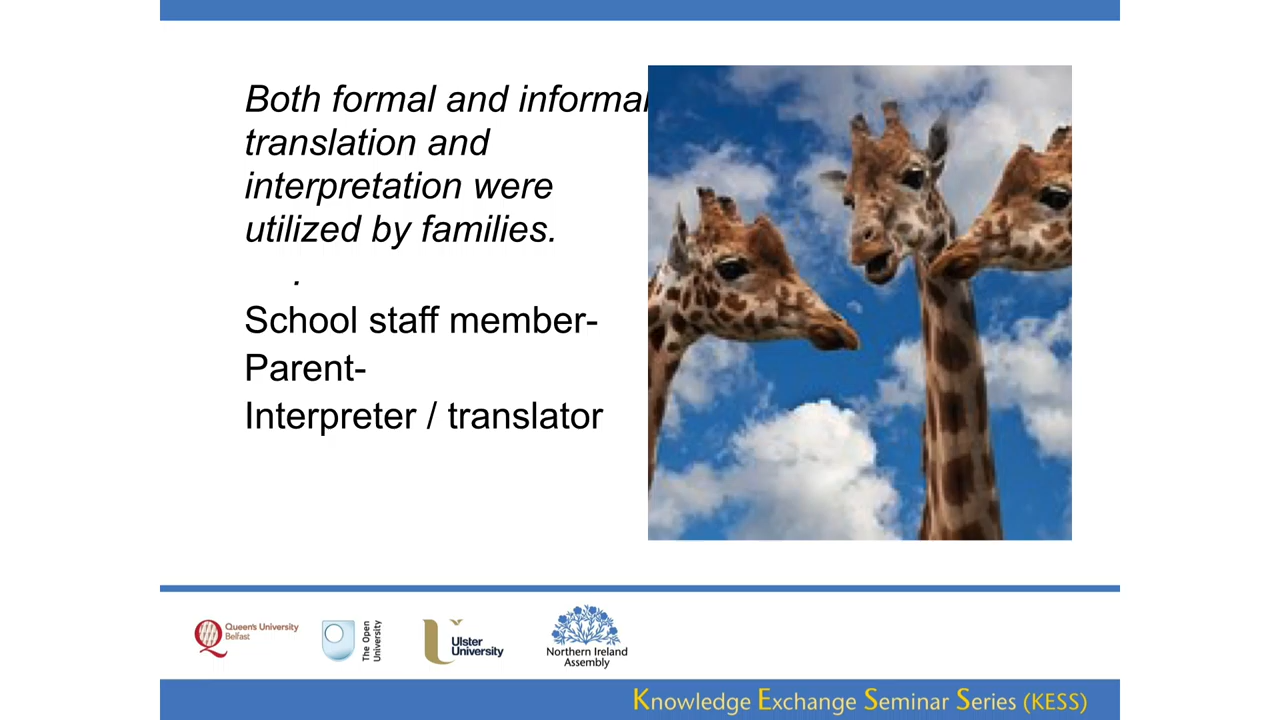 Both formal and informal
translation and
interpretation were
utilized by families.
.
School staff member-
Parent-
Interpreter / translator
Queen's University
Belfast
The Open
University
Ulster
University
Northern Ireland
Assembly
Knowledge Exchange Seminar Series (KESS)